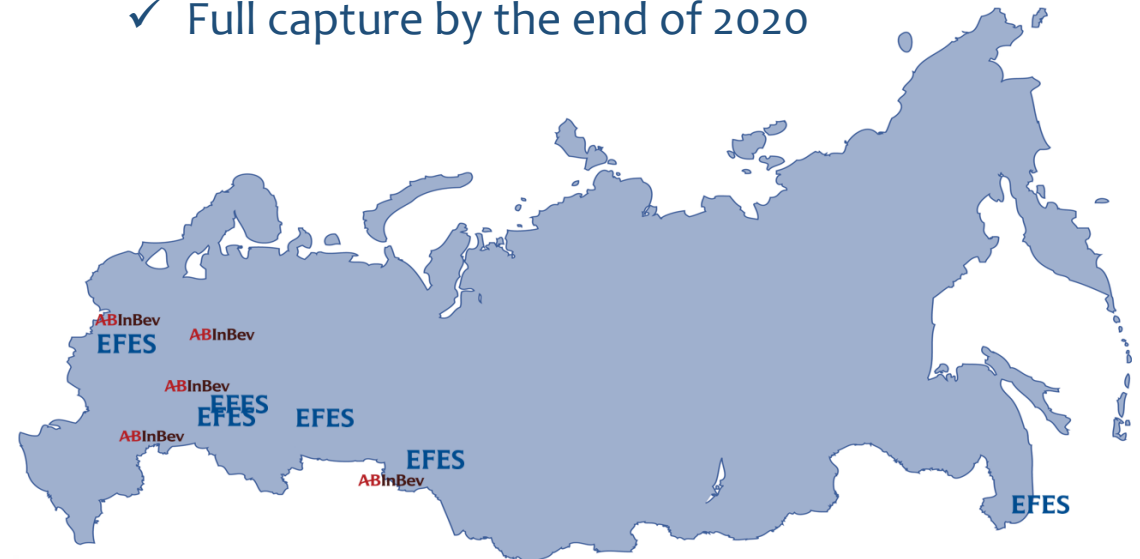 ✓ Full capture by the end of 2020
ABInBev
EFES
ABInBev
ABInBev
EFES
EFES
EFES
ABInBev
EFES
ABInBev
EFES